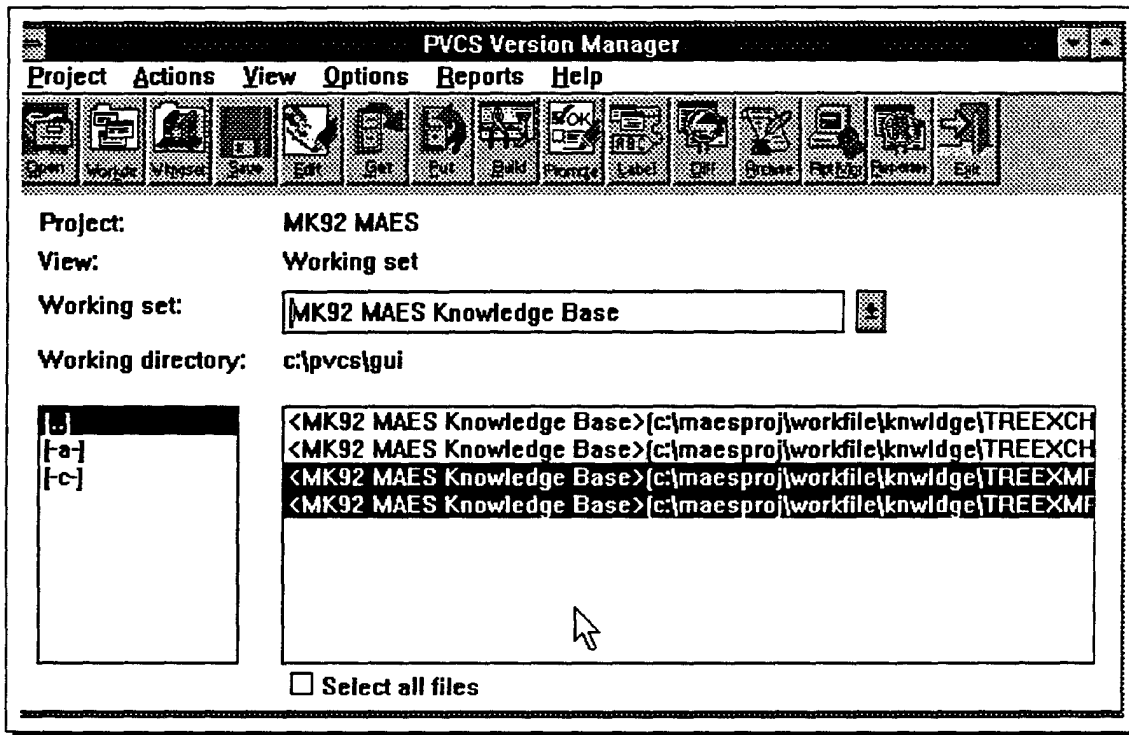 PVCS Version Manager
Project Actions View Options Reports Help
Open Workdir Save Edit Get Put Build Promote Label Diff Browse Exit
Project: MK92 MAES
View: Working set
Working set: MK92 MAES Knowledge Base
Working directory: c:\pvcs\gui
[..]
[-a-]
[-c-]
<MK92 MAES Knowledge Base>(c:\maesproj\workfile\knwldge\TREEXCH
<MK92 MAES Knowledge Base>(c:\maesproj\workfile\knwldge\TREEXCH
<MK92 MAES Knowledge Base>(c:\maesproj\workfile\knwldge\TREEXMF
<MK92 MAES Knowledge Base>(c:\maesproj\workfile\knwldge\TREEXMF
Select all files